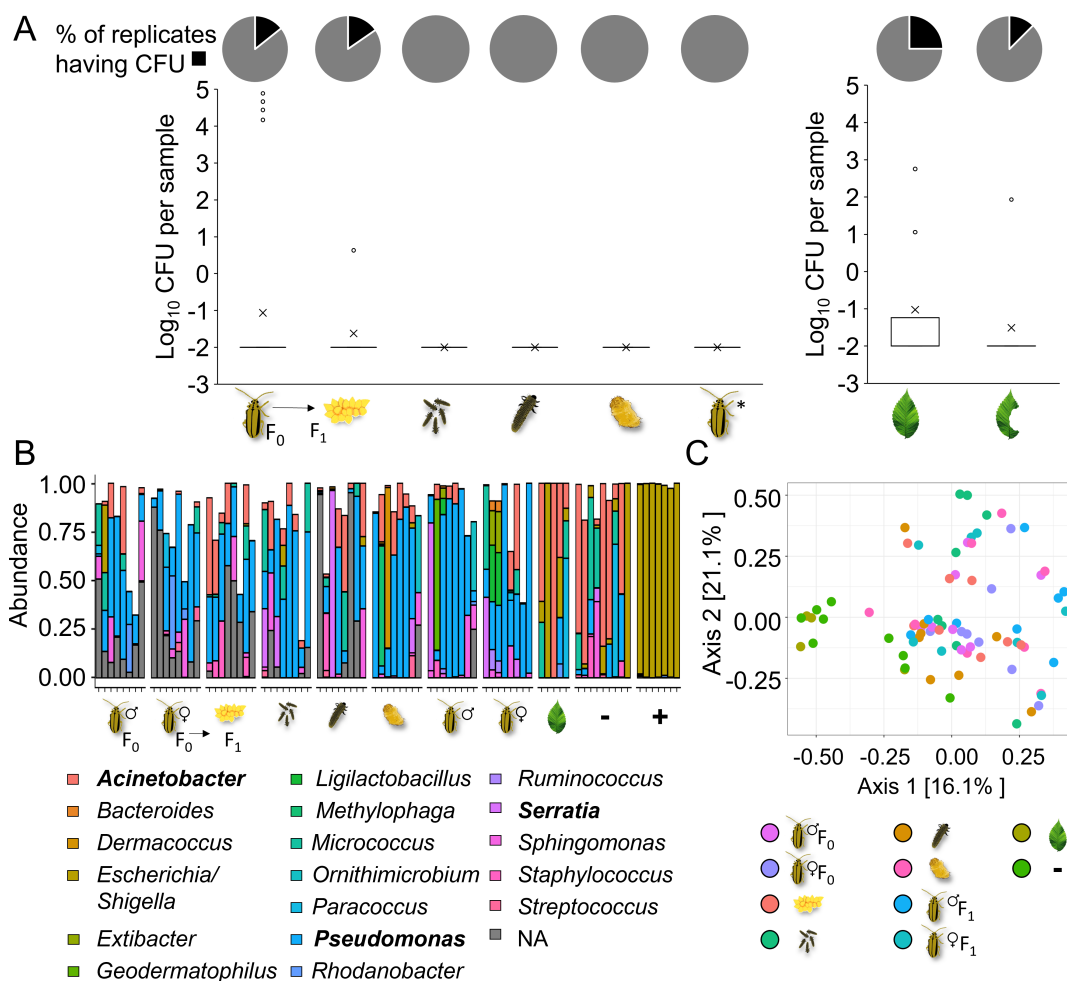 A
% of replicates
having CFU
Log10 CFU per sample
5
4
3
2
1
0
-1
-2
-3
F0
F1
*
Log10 CFU per sample
5
4
3
2
1
0
-1
-2
-3
B
Abundance
1.00
0.75
0.50
0.25
0.00
♂
F0
♀
F0
F1
♂
♀
-
+
Acinetobacter
Bacteroides
Dermacoccus
Escherichia/
Shigella
Extibacter
Geodermatophilus
Ligilactobacillus
Methylophaga
Micrococcus
Ornithimicrobium
Paracoccus
Pseudomonas
Rhodanobacter
Ruminococcus
Serratia
Sphingomonas
Staphylococcus
Streptococcus
NA
C
Axis 2 [21.1% ]
0.50
0.25
0.00
-0.25
-0.50
-0.25
0.00
0.25
Axis 1 [16.1% ]
♂F0
♀F0
♂F1
♀F1
-